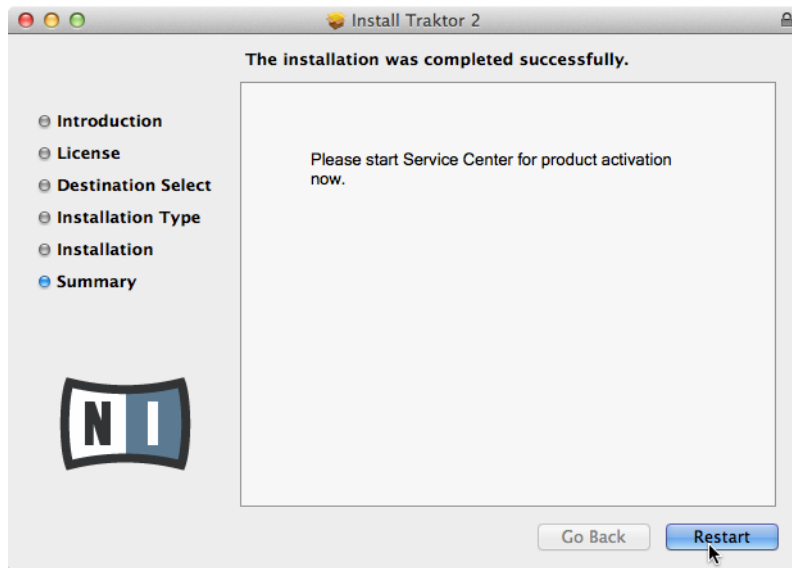 Install Traktor 2
The installation was completed successfully.
Introduction
License
Destination Select
Installation Type
Installation
Summary
Please start Service Center for product activation
now.
NI
Go Back
Restart